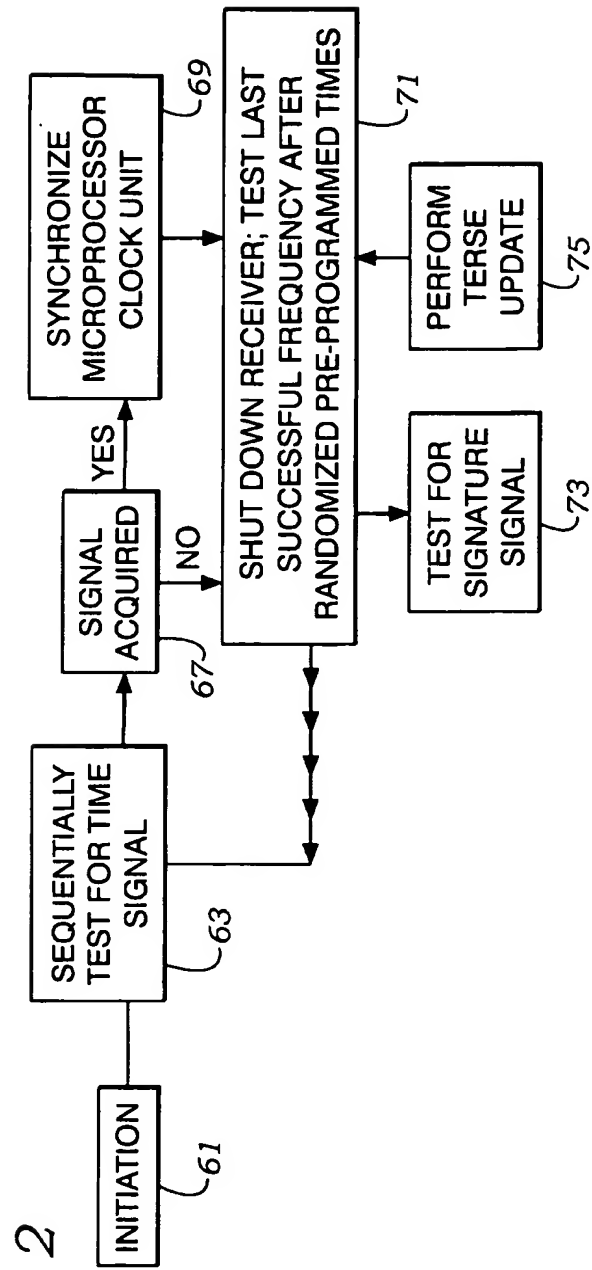 2
INITIATION
61
SEQUENTIALLY
TEST FOR TIME
SIGNAL
63
SIGNAL
ACQUIRED
67
YES
NO
SYNCHRONIZE
MICROPROCESSOR
CLOCK UNIT
69
SHUT DOWN RECEIVER; TEST LAST
SUCCESSFUL FREQUENCY AFTER
RANDOMIZED PRE-PROGRAMMED TIMES
71
TEST FOR
SIGNATURE
SIGNAL
73
PERFORM
TERSE
UPDATE
75